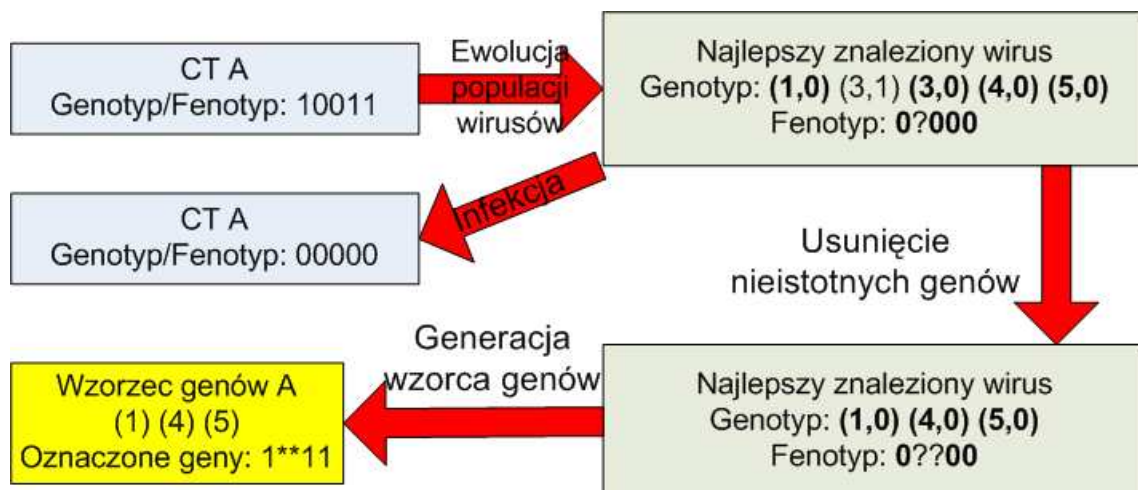 CT A
Genotyp/Fenotyp: 10011
Ewolucja
populacji
wirusów
Najlepszy znaleziony wirus
Genotyp: (1,0) (3,1) (3,0) (4,0) (5,0)
Fenotyp: 0?000
Infekcja
CT A
Genotyp/Fenotyp: 00000
Usunięcie
nieistotnych genów
Najlepszy znaleziony wirus
Genotyp: (1,0) (4,0) (5,0)
Fenotyp: 0??00
Generacja
wzorca genów
Wzorzec genów A
(1) (4) (5)
Oznaczone geny: 1**11